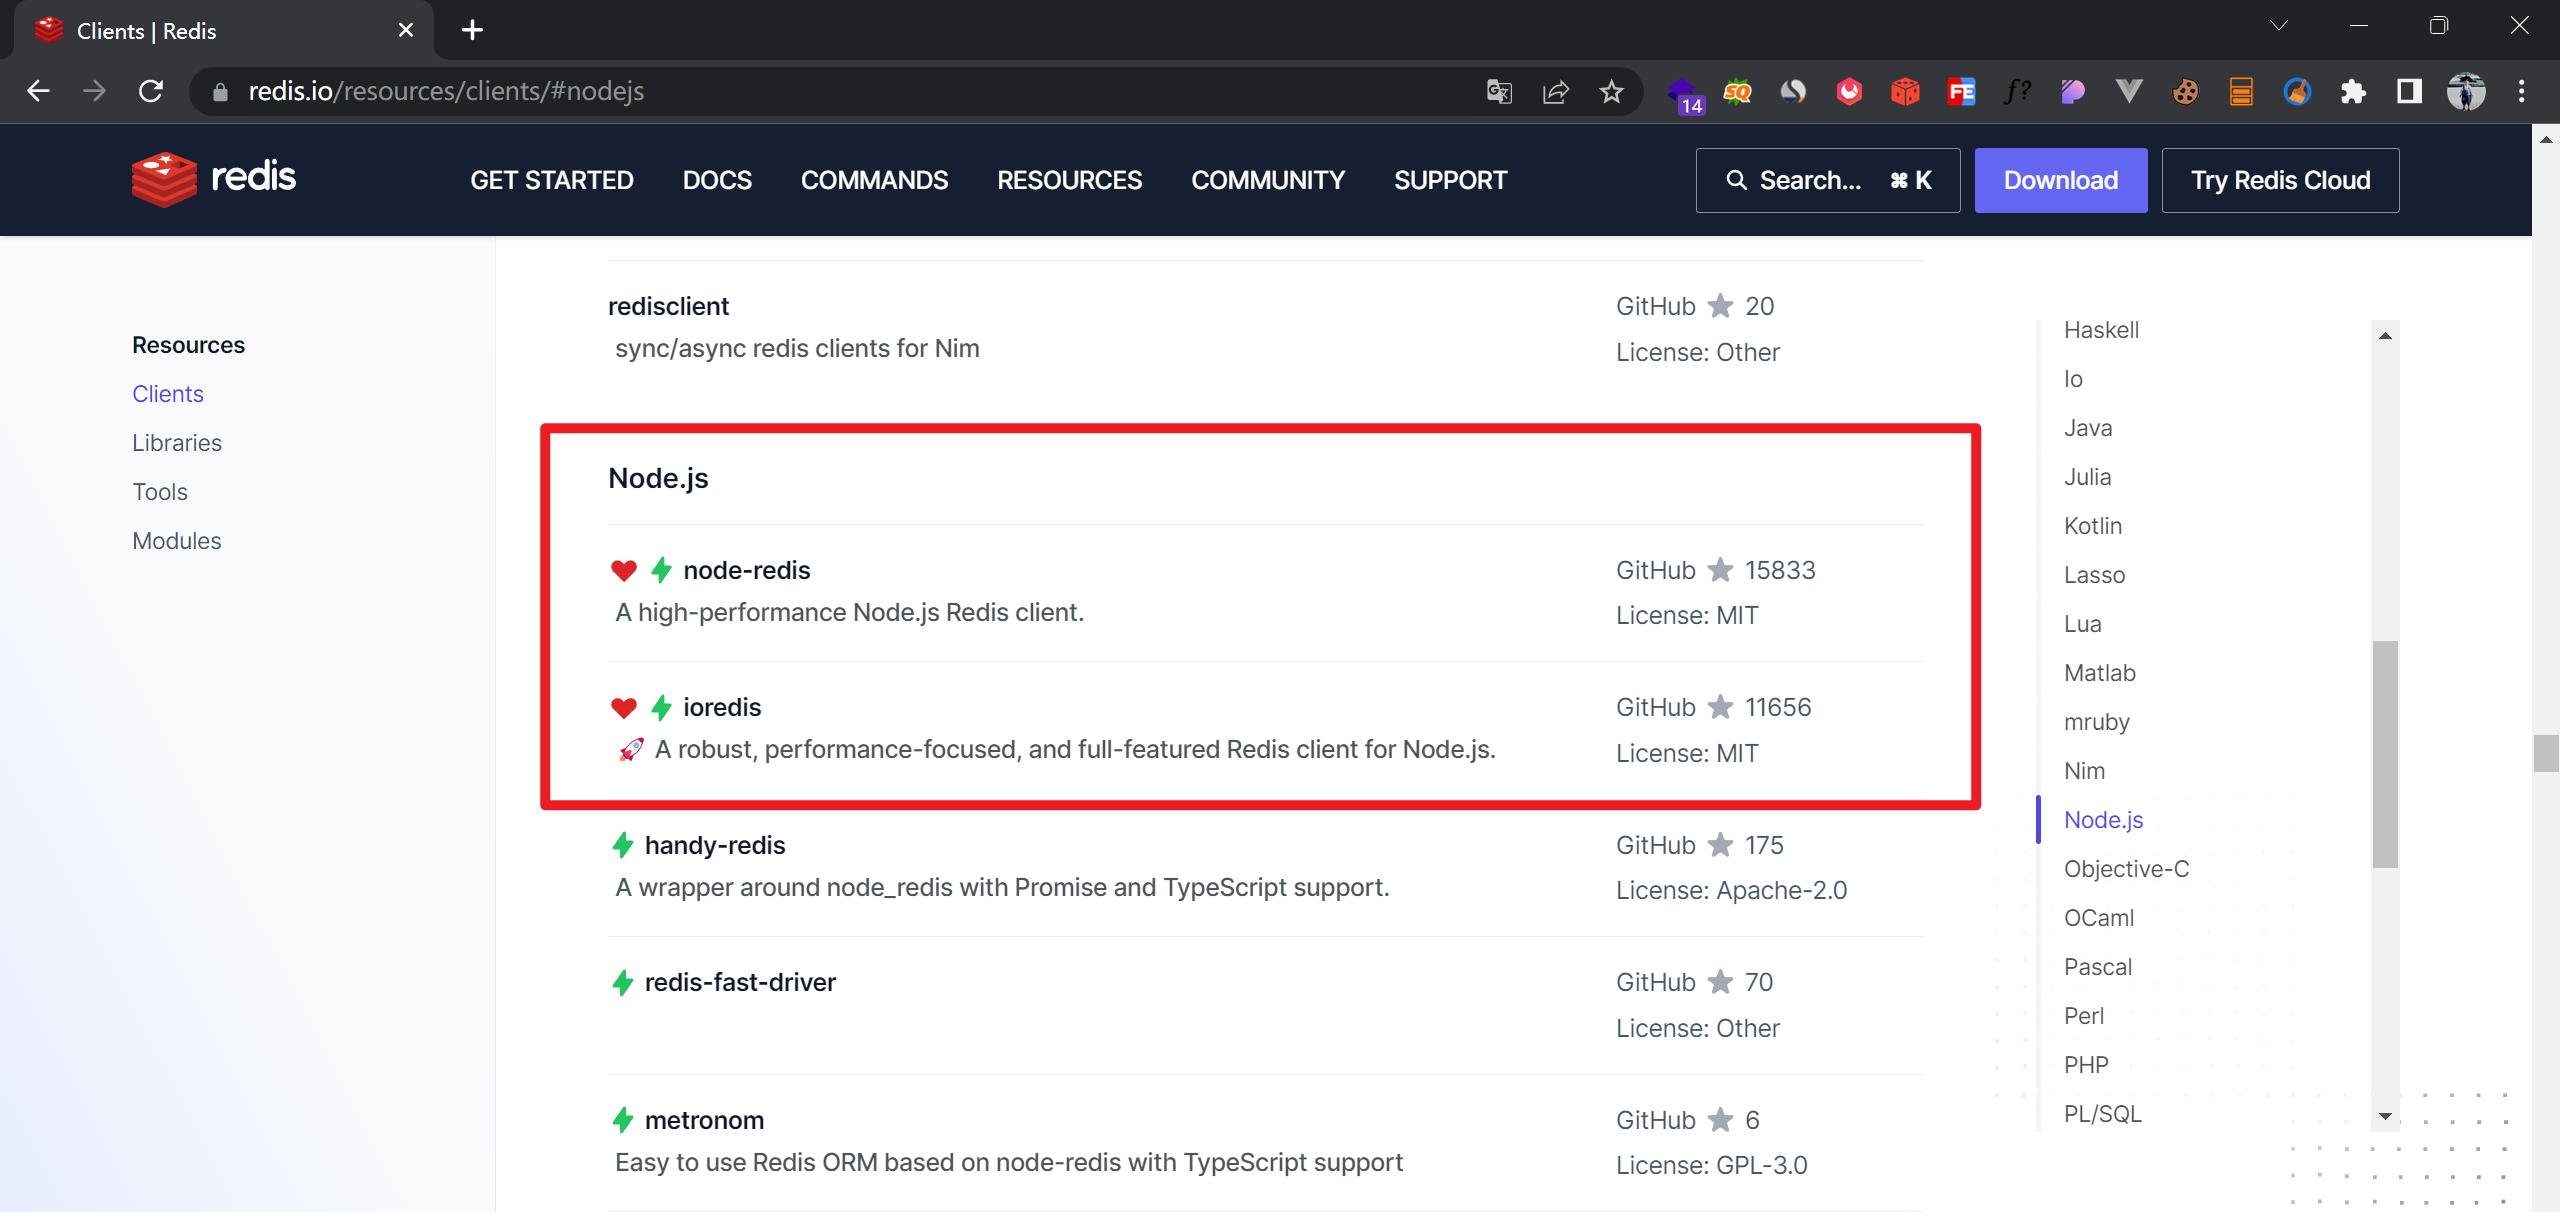 Clients | Redis
redis.io/resources/clients/#nodejs
14
SQ
FE
f?
redis
GET STARTED
DOCS
COMMANDS
RESOURCES
COMMUNITY
SUPPORT
Search... ⌘ K
Download
Try Redis Cloud
Resources
Clients
Libraries
Tools
Modules
redisclient
GitHub ★ 20
sync/async redis clients for Nim
License: Other
Node.js
node-redis
GitHub ★ 15833
A high-performance Node.js Redis client.
License: MIT
ioredis
GitHub ★ 11656
🚀 A robust, performance-focused, and full-featured Redis client for Node.js.
License: MIT
handy-redis
GitHub ★ 175
A wrapper around node_redis with Promise and TypeScript support.
License: Apache-2.0
redis-fast-driver
GitHub ★ 70
License: Other
metronom
GitHub ★ 6
Easy to use Redis ORM based on node-redis with TypeScript support
License: GPL-3.0
Haskell
Io
Java
Julia
Kotlin
Lasso
Lua
Matlab
mruby
Nim
Node.js
Objective-C
OCaml
Pascal
Perl
PHP
PL/SQL